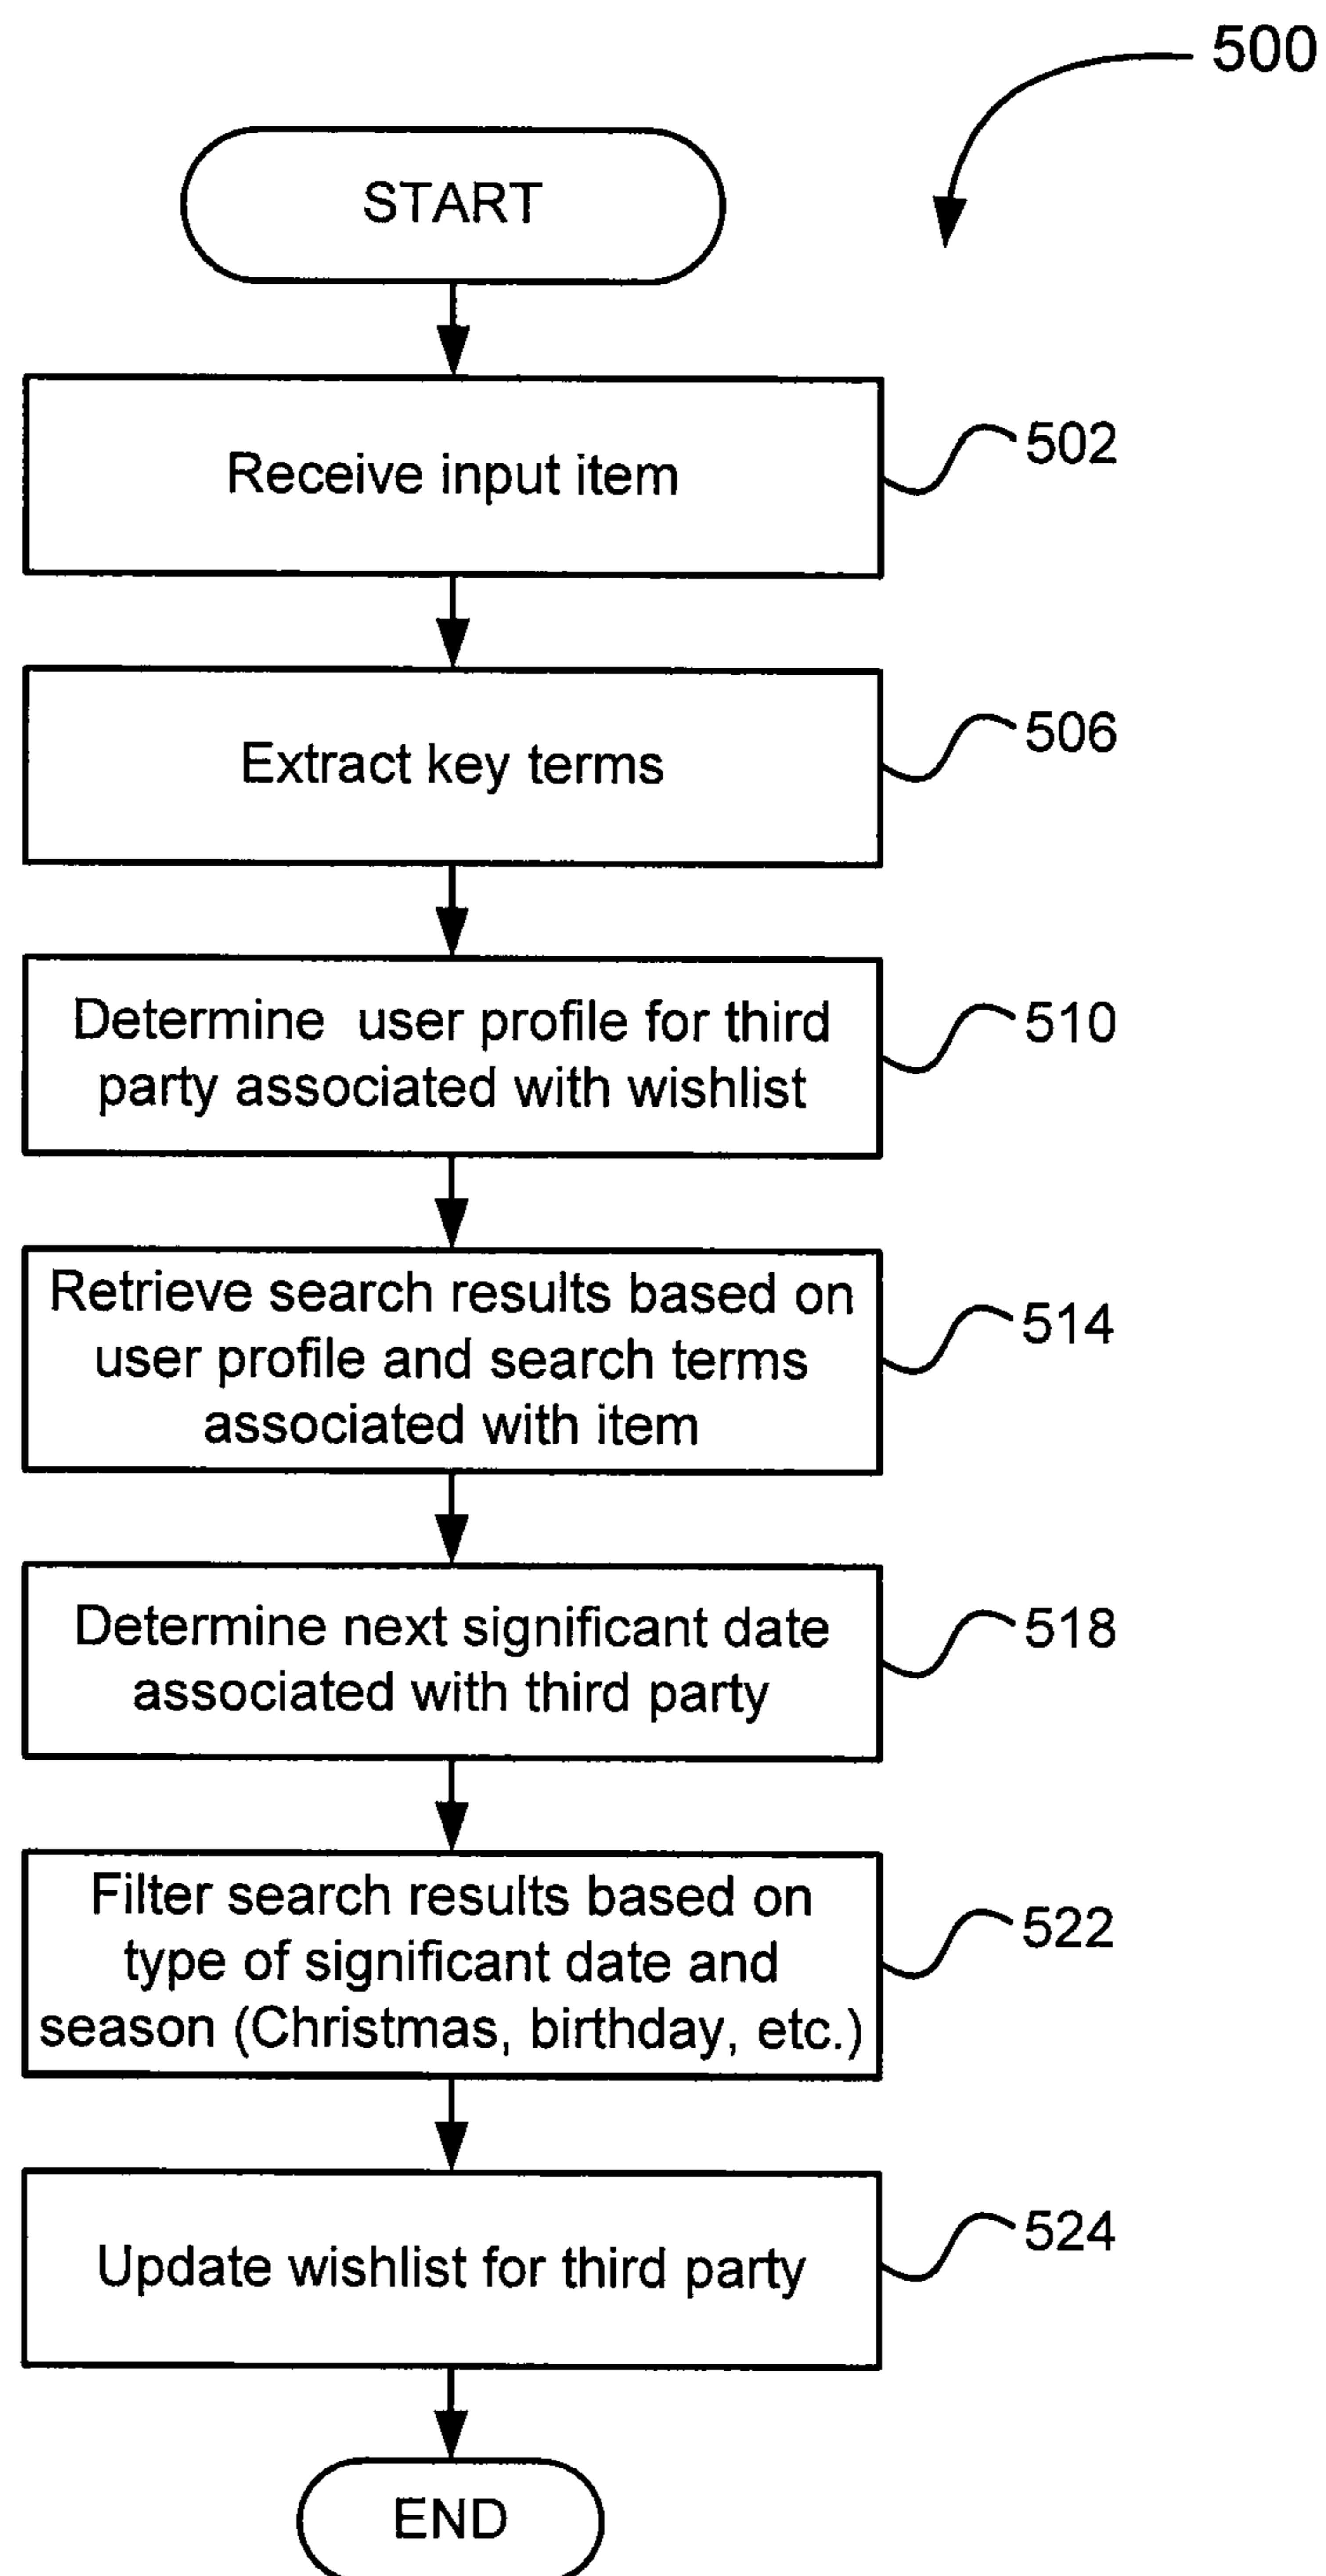 500
START
Receive input item
502
Extract key terms
506
Determine user profile for third
party associated with wishlist
510
Retrieve search results based on
user profile and search terms
associated with item
514
Determine next significant date
associated with third party
518
Filter search results based on
type of significant date and
season (Christmas, birthday, etc.)
522
Update wishlist for third party
524
END